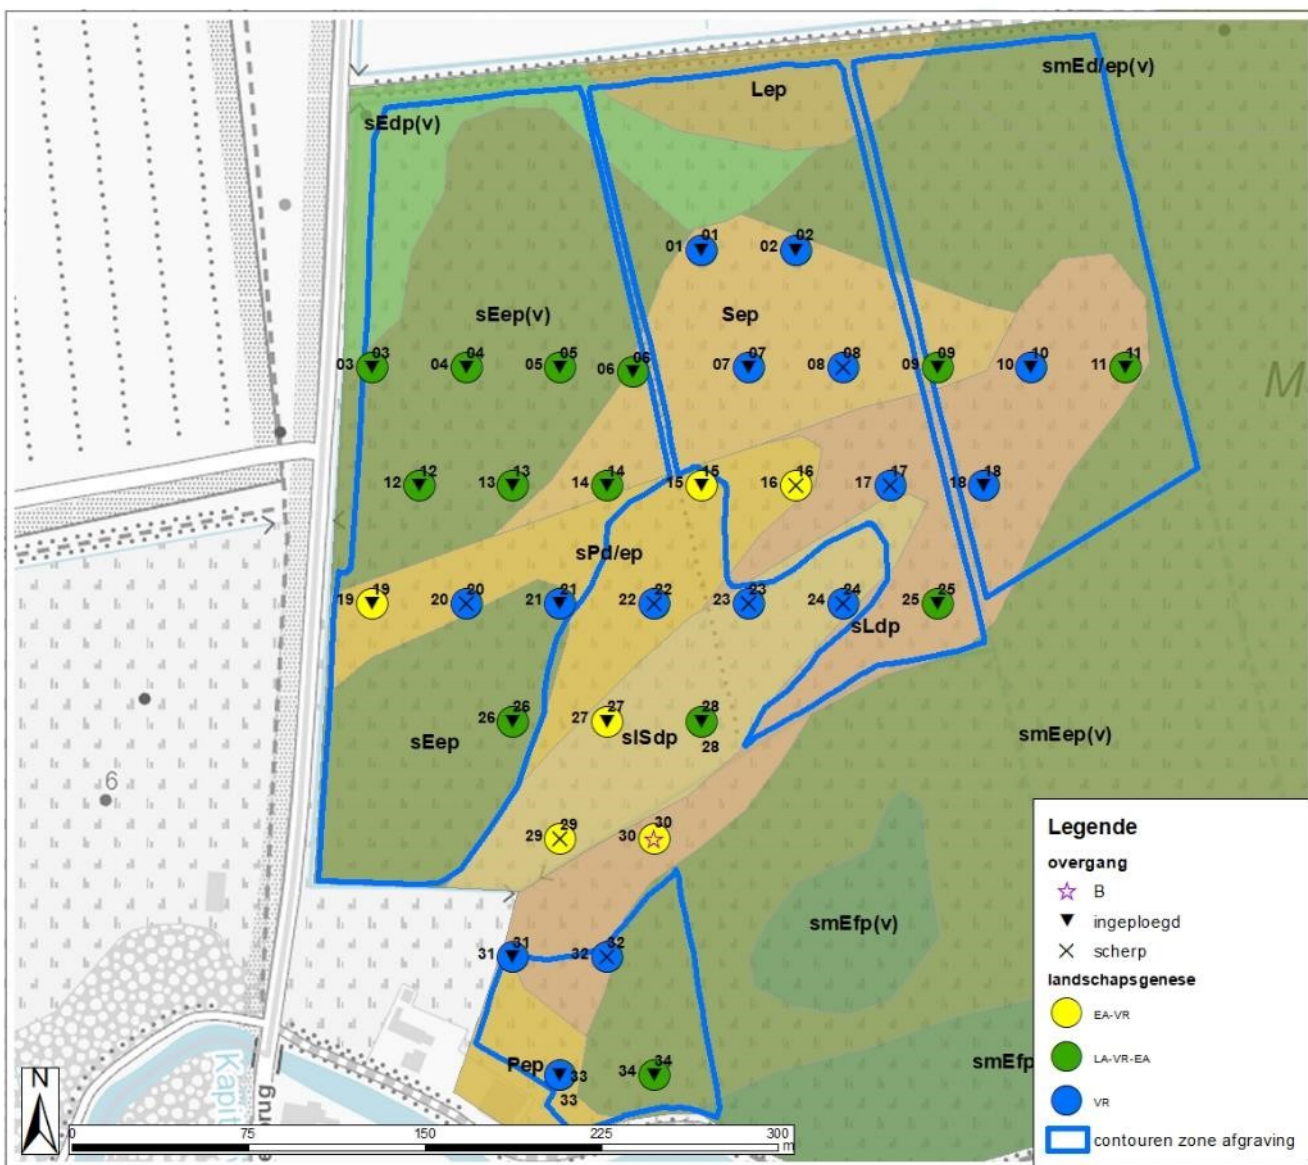 smEd/ep(v)
Lep
sEdp(v)
01 01 02 02
sEep(v)
Sep
03 03 04 04 05 05 06 06 07 07 08 08 09 09 10 10 11 11
M
12 12 13 13 14 14 15 15 16 16 17 17 18 18
sPd/ep
19 19 20 20 21 21 22 22 23 23 24 24 25 25
sLdp
26 26 27 27 28 28
sEep
slSdp
smEep(v)
6
29 29 30 30
smEfp(v)
31 31 32 32
Pep
33 33
34 34
smEfp
Kapit
brug
N
0 75 150 225 300 m
Legende
overgang
B
ingeploegd
scherp
landschapsgenese
EA-VR
LA-VR-EA
VR
contouren zone afgraving